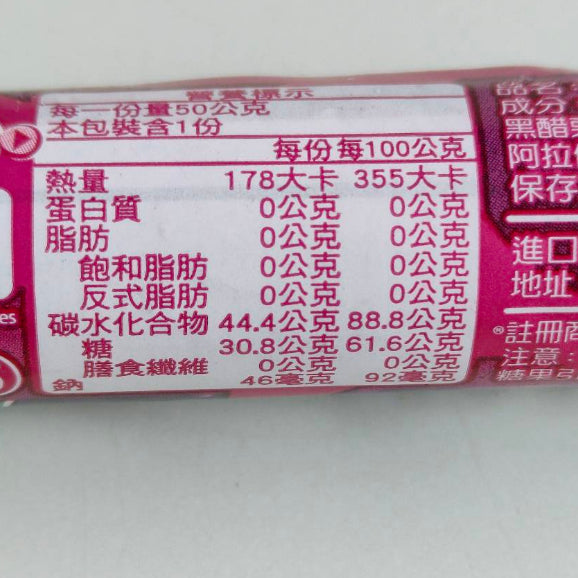 營養標示
每一份量50公克
本包裝含1份
每份 每100公克
熱量 178大卡 355大卡
蛋白質 0公克 0公克
脂肪 0公克 0公克
飽和脂肪 0公克 0公克
反式脂肪 0公克 0公克
碳水化合物 44.4公克 88.8公克
糖 30.8公克 61.6公克
膳食纖維 0公克 0公克
鈉 46毫克 92毫克
品名:
成分:
黑醋栗
阿拉伯
保存
進口
地址
®註冊商
注意:
糖果
es